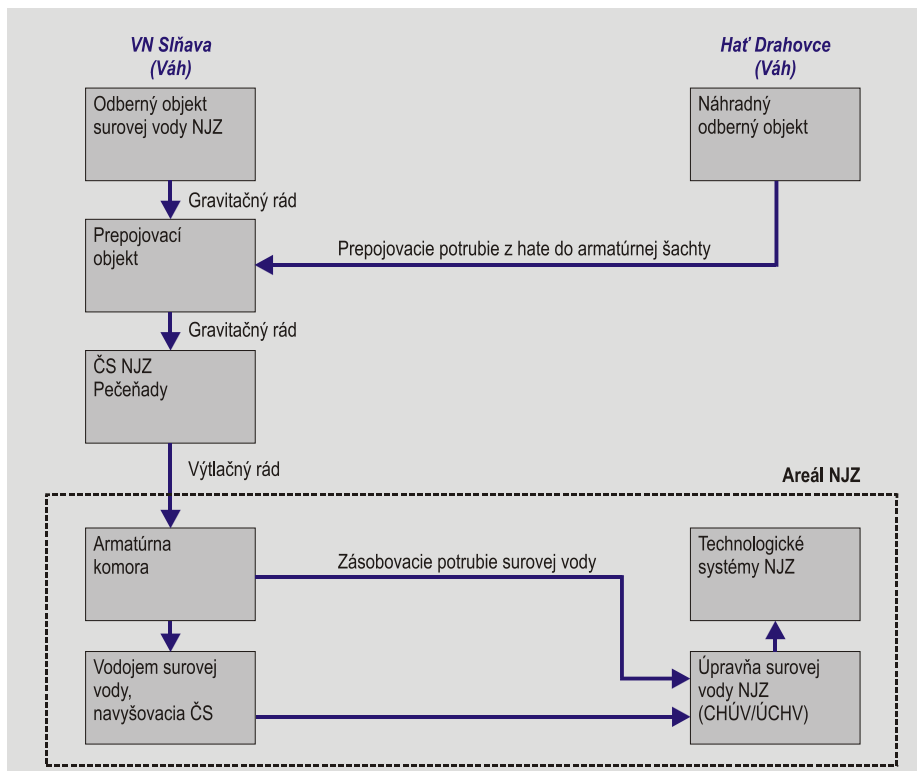 VN Sĺňava
(Váh)
Hať Drahovce
(Váh)
Odberný objekt
surovej vody NJZ
Náhradný
odberný objekt
Gravitačný rád
Prepojovací
objekt
Prepojovacie potrubie z hate do armatúrnej šachty
Gravitačný rád
ČS NJZ
Pečeňady
Výtlačný rád
Areál NJZ
Armatúrna
komora
Zásobovacie potrubie surovej vody
Technologické
systémy NJZ
Vodojem surovej
vody,
navyšovacia ČS
Úpravňa surovej
vody NJZ
(CHÚV/ÚCHV)